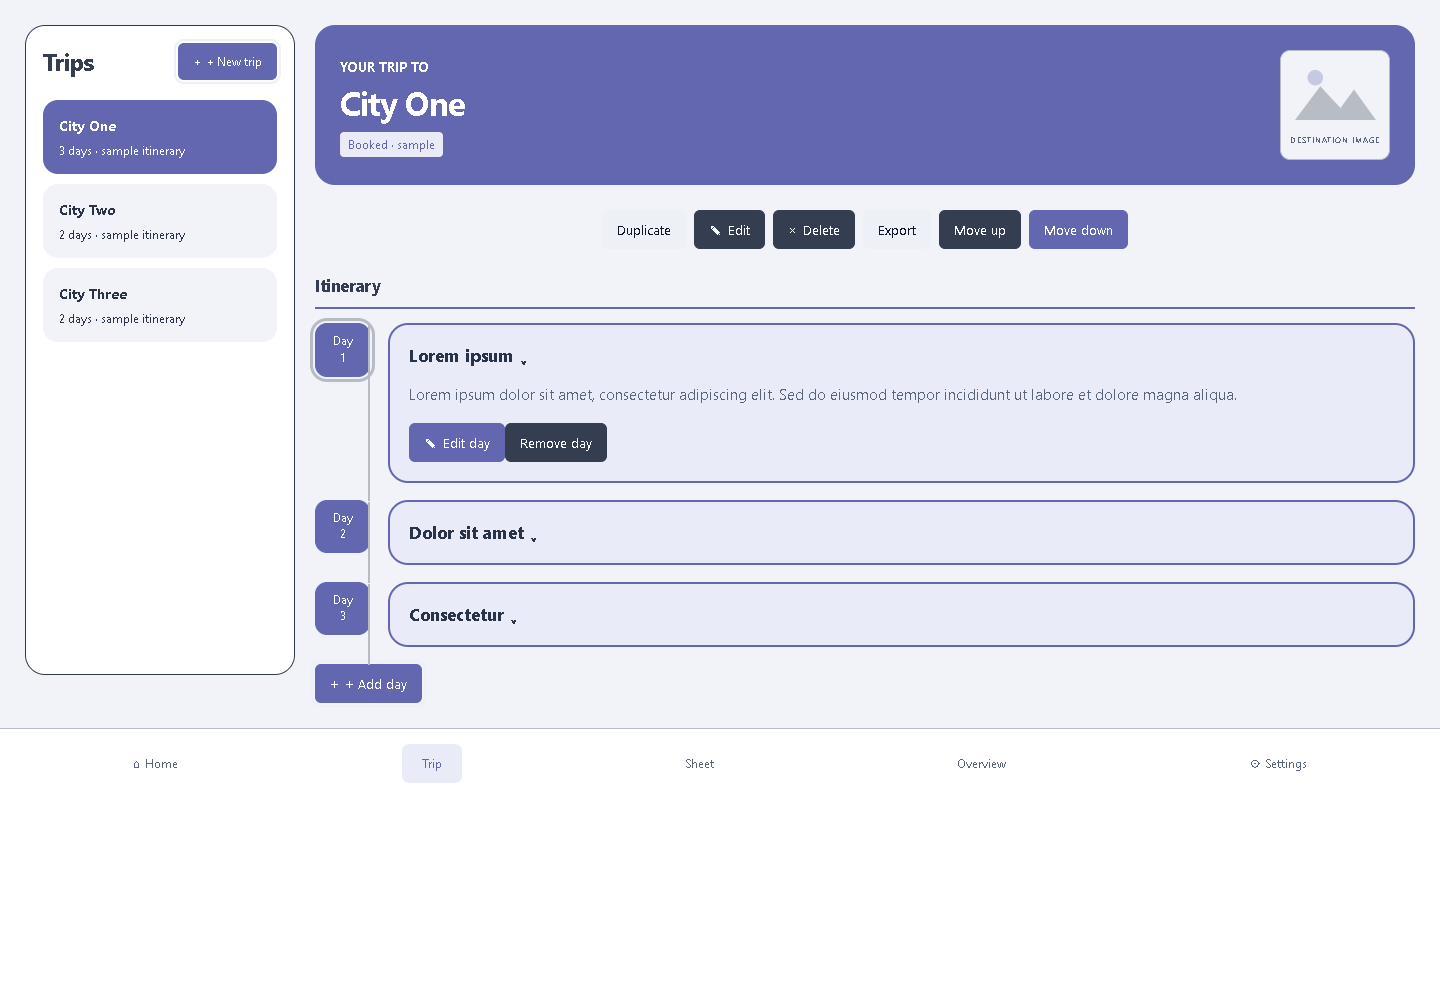 Trips
+ + New trip
City One
3 days · sample itinerary
City Two
2 days · sample itinerary
City Three
2 days · sample itinerary
YOUR TRIP TO
City One
Booked · sample
DESTINATION IMAGE
Duplicate
Edit
× Delete
Export
Move up
Move down
Itinerary
Day
1
Lorem ipsum
Lorem ipsum dolor sit amet, consectetur adipiscing elit. Sed do eiusmod tempor incididunt ut labore et dolore magna aliqua.
Edit day
Remove day
Day
2
Dolor sit amet
Day
3
Consectetur
+ + Add day
Home
Trip
Sheet
Overview
Settings